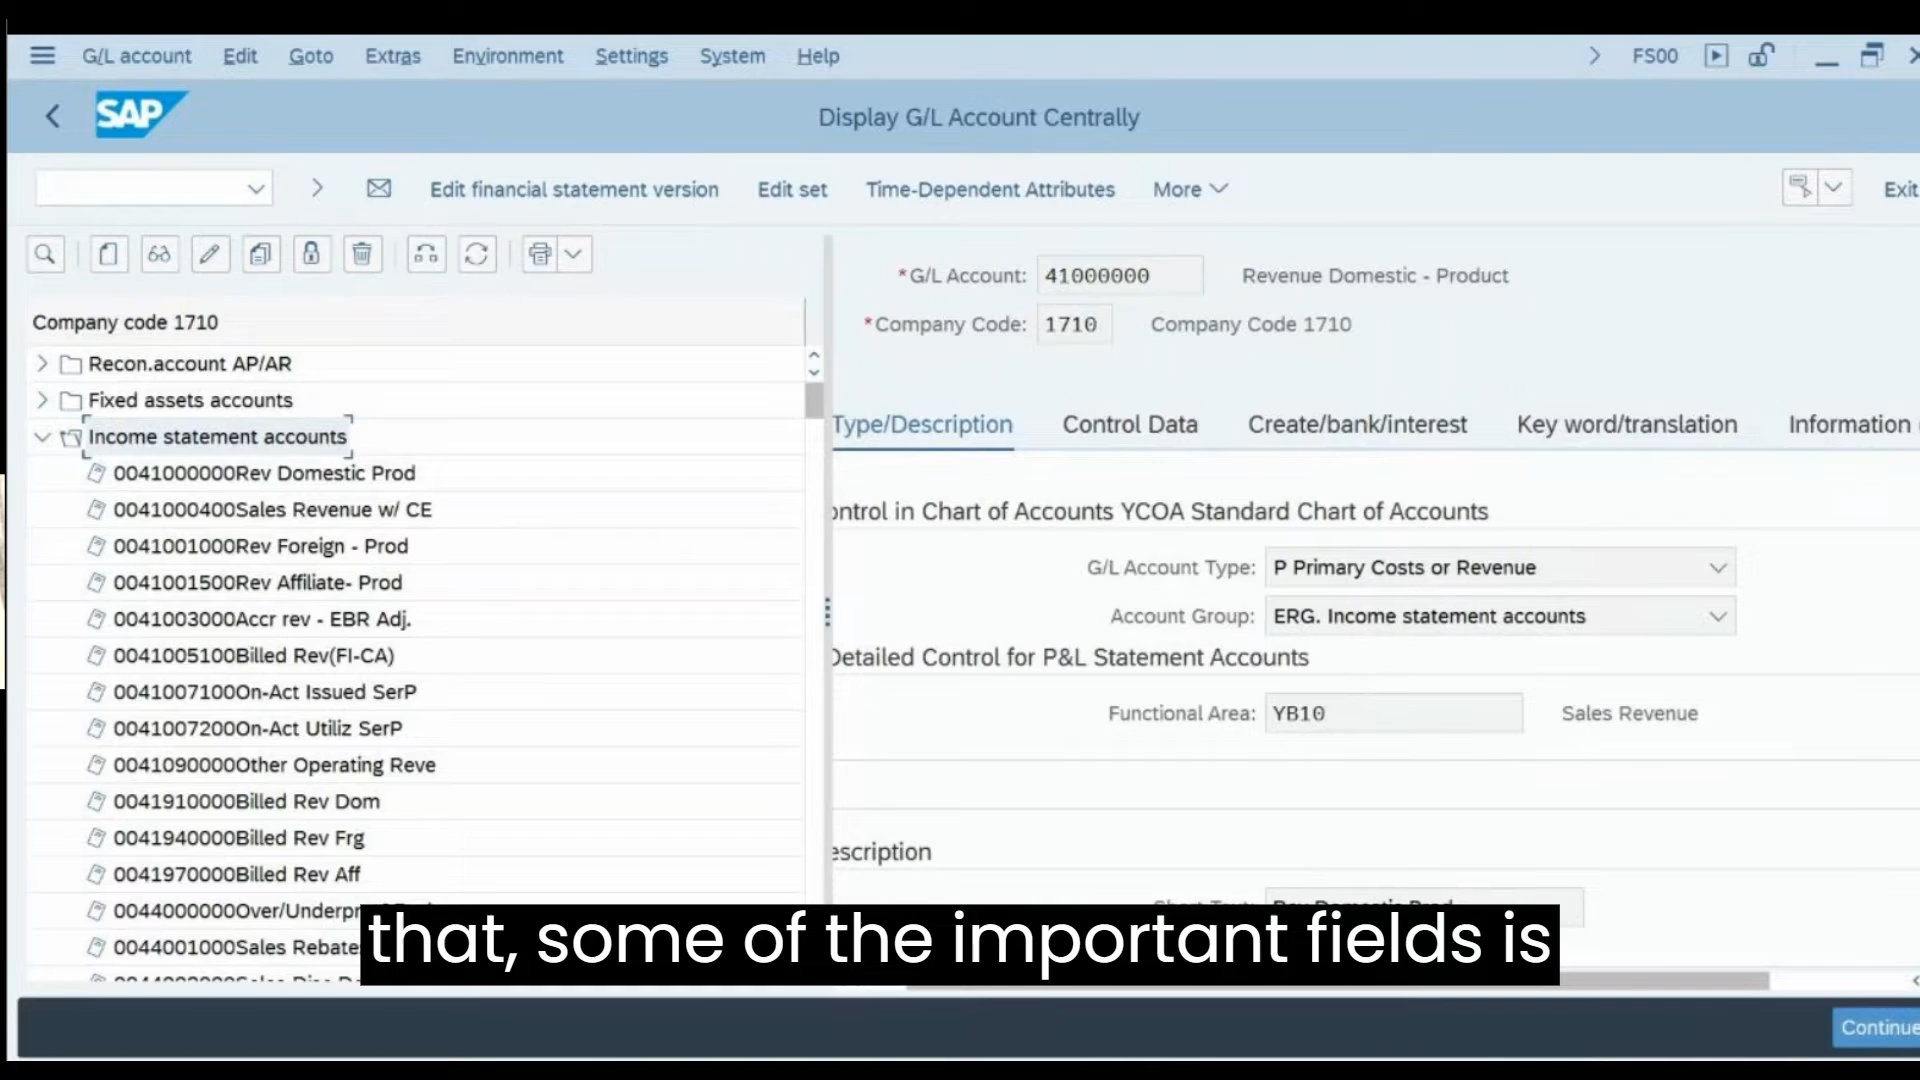 G/L account Edit Goto Extras Environment Settings System Help FS00
SAP Display G/L Account Centrally
Edit financial statement version Edit set Time-Dependent Attributes More Exit
*G/L Account: 41000000 Revenue Domestic - Product
Company code 1710
*Company Code: 1710 Company Code 1710
Recon.account AP/AR
Fixed assets accounts
Income statement accounts
Type/Description Control Data Create/bank/interest Key word/translation Information
0041000000Rev Domestic Prod
0041000400Sales Revenue w/ CE
ontrol in Chart of Accounts YCOA Standard Chart of Accounts
0041001000Rev Foreign - Prod
G/L Account Type: P Primary Costs or Revenue
0041001500Rev Affiliate- Prod
0041003000Accr rev - EBR Adj.
Account Group: ERG. Income statement accounts
0041005100Billed Rev(FI-CA)
Detailed Control for P&L Statement Accounts
0041007100On-Act Issued SerP
Functional Area: YB10 Sales Revenue
0041007200On-Act Utiliz SerP
0041090000Other Operating Reve
0041910000Billed Rev Dom
0041940000Billed Rev Frg
escription
0041970000Billed Rev Aff
0044000000Over/Underpr
0044001000Sales Rebate
that, some of the important fields is
Continue